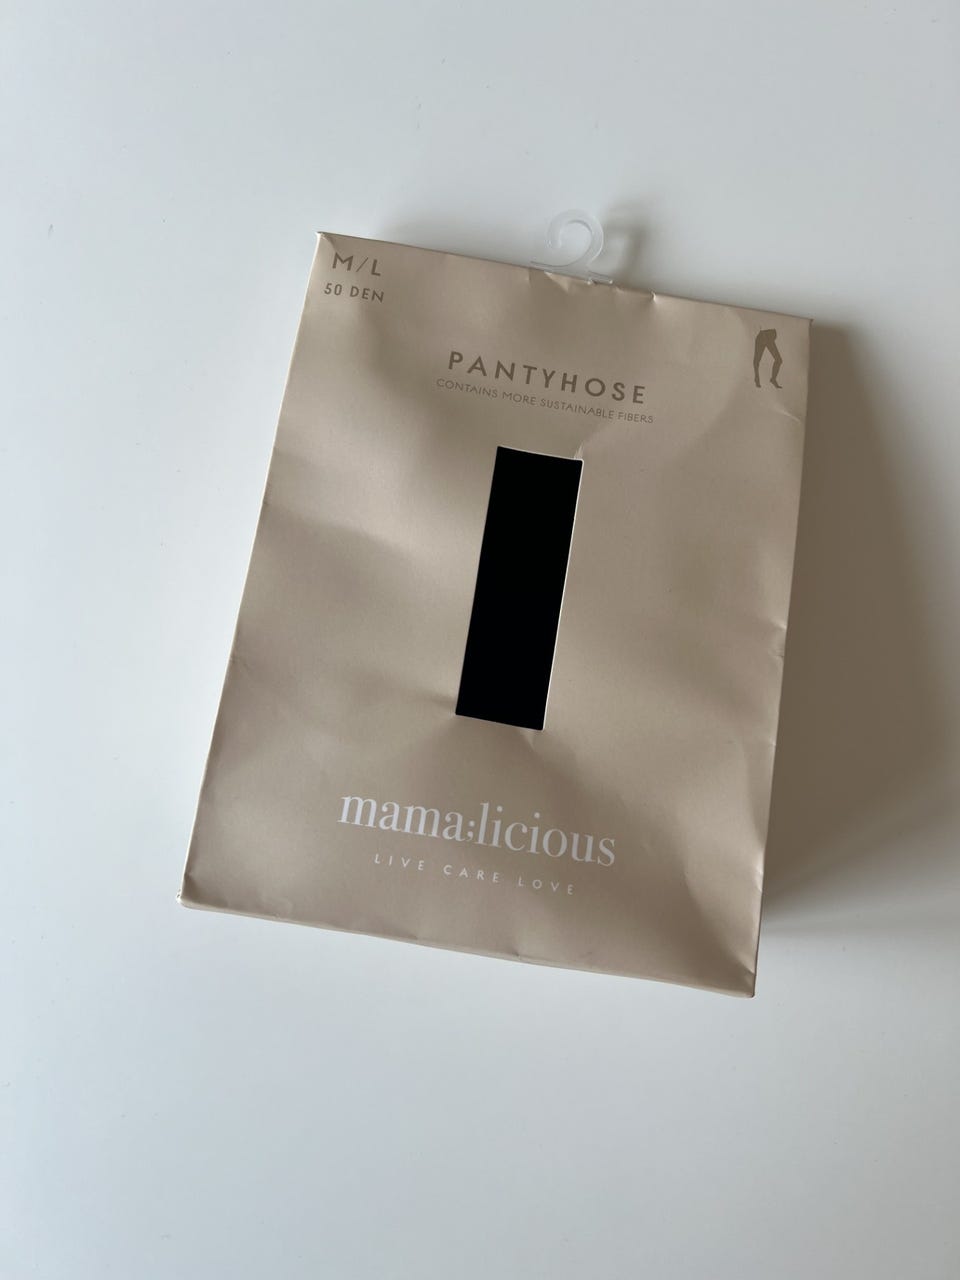 M/L
50 DEN
PANTYHOSE
CONTAINS MORE SUSTAINABLE FIBERS
mama;licious
LIVE CARE LOVE